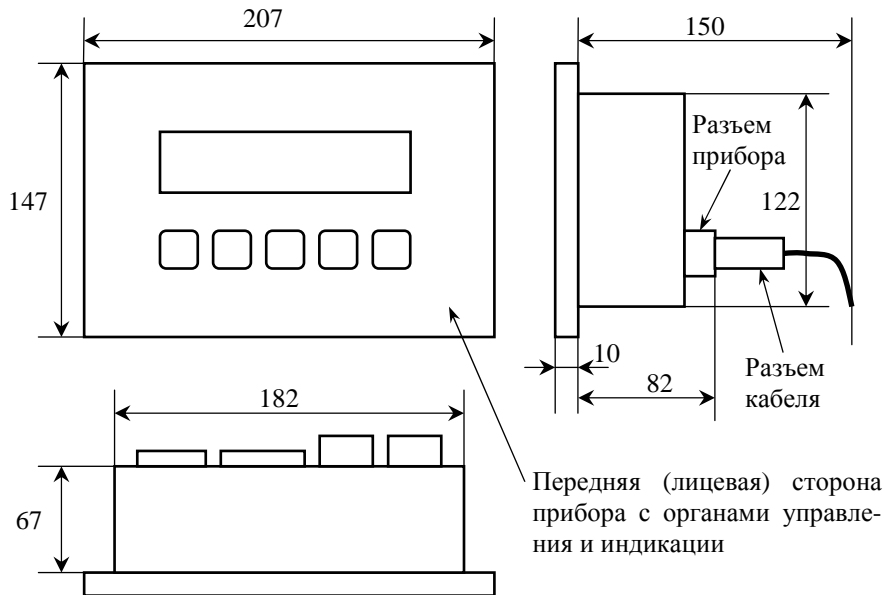 207
150
147
Разъем
прибора
122
10
82
Разъем
кабеля
182
67
Передняя (лицевая) сторона
прибора с органами управле-
ния и индикации